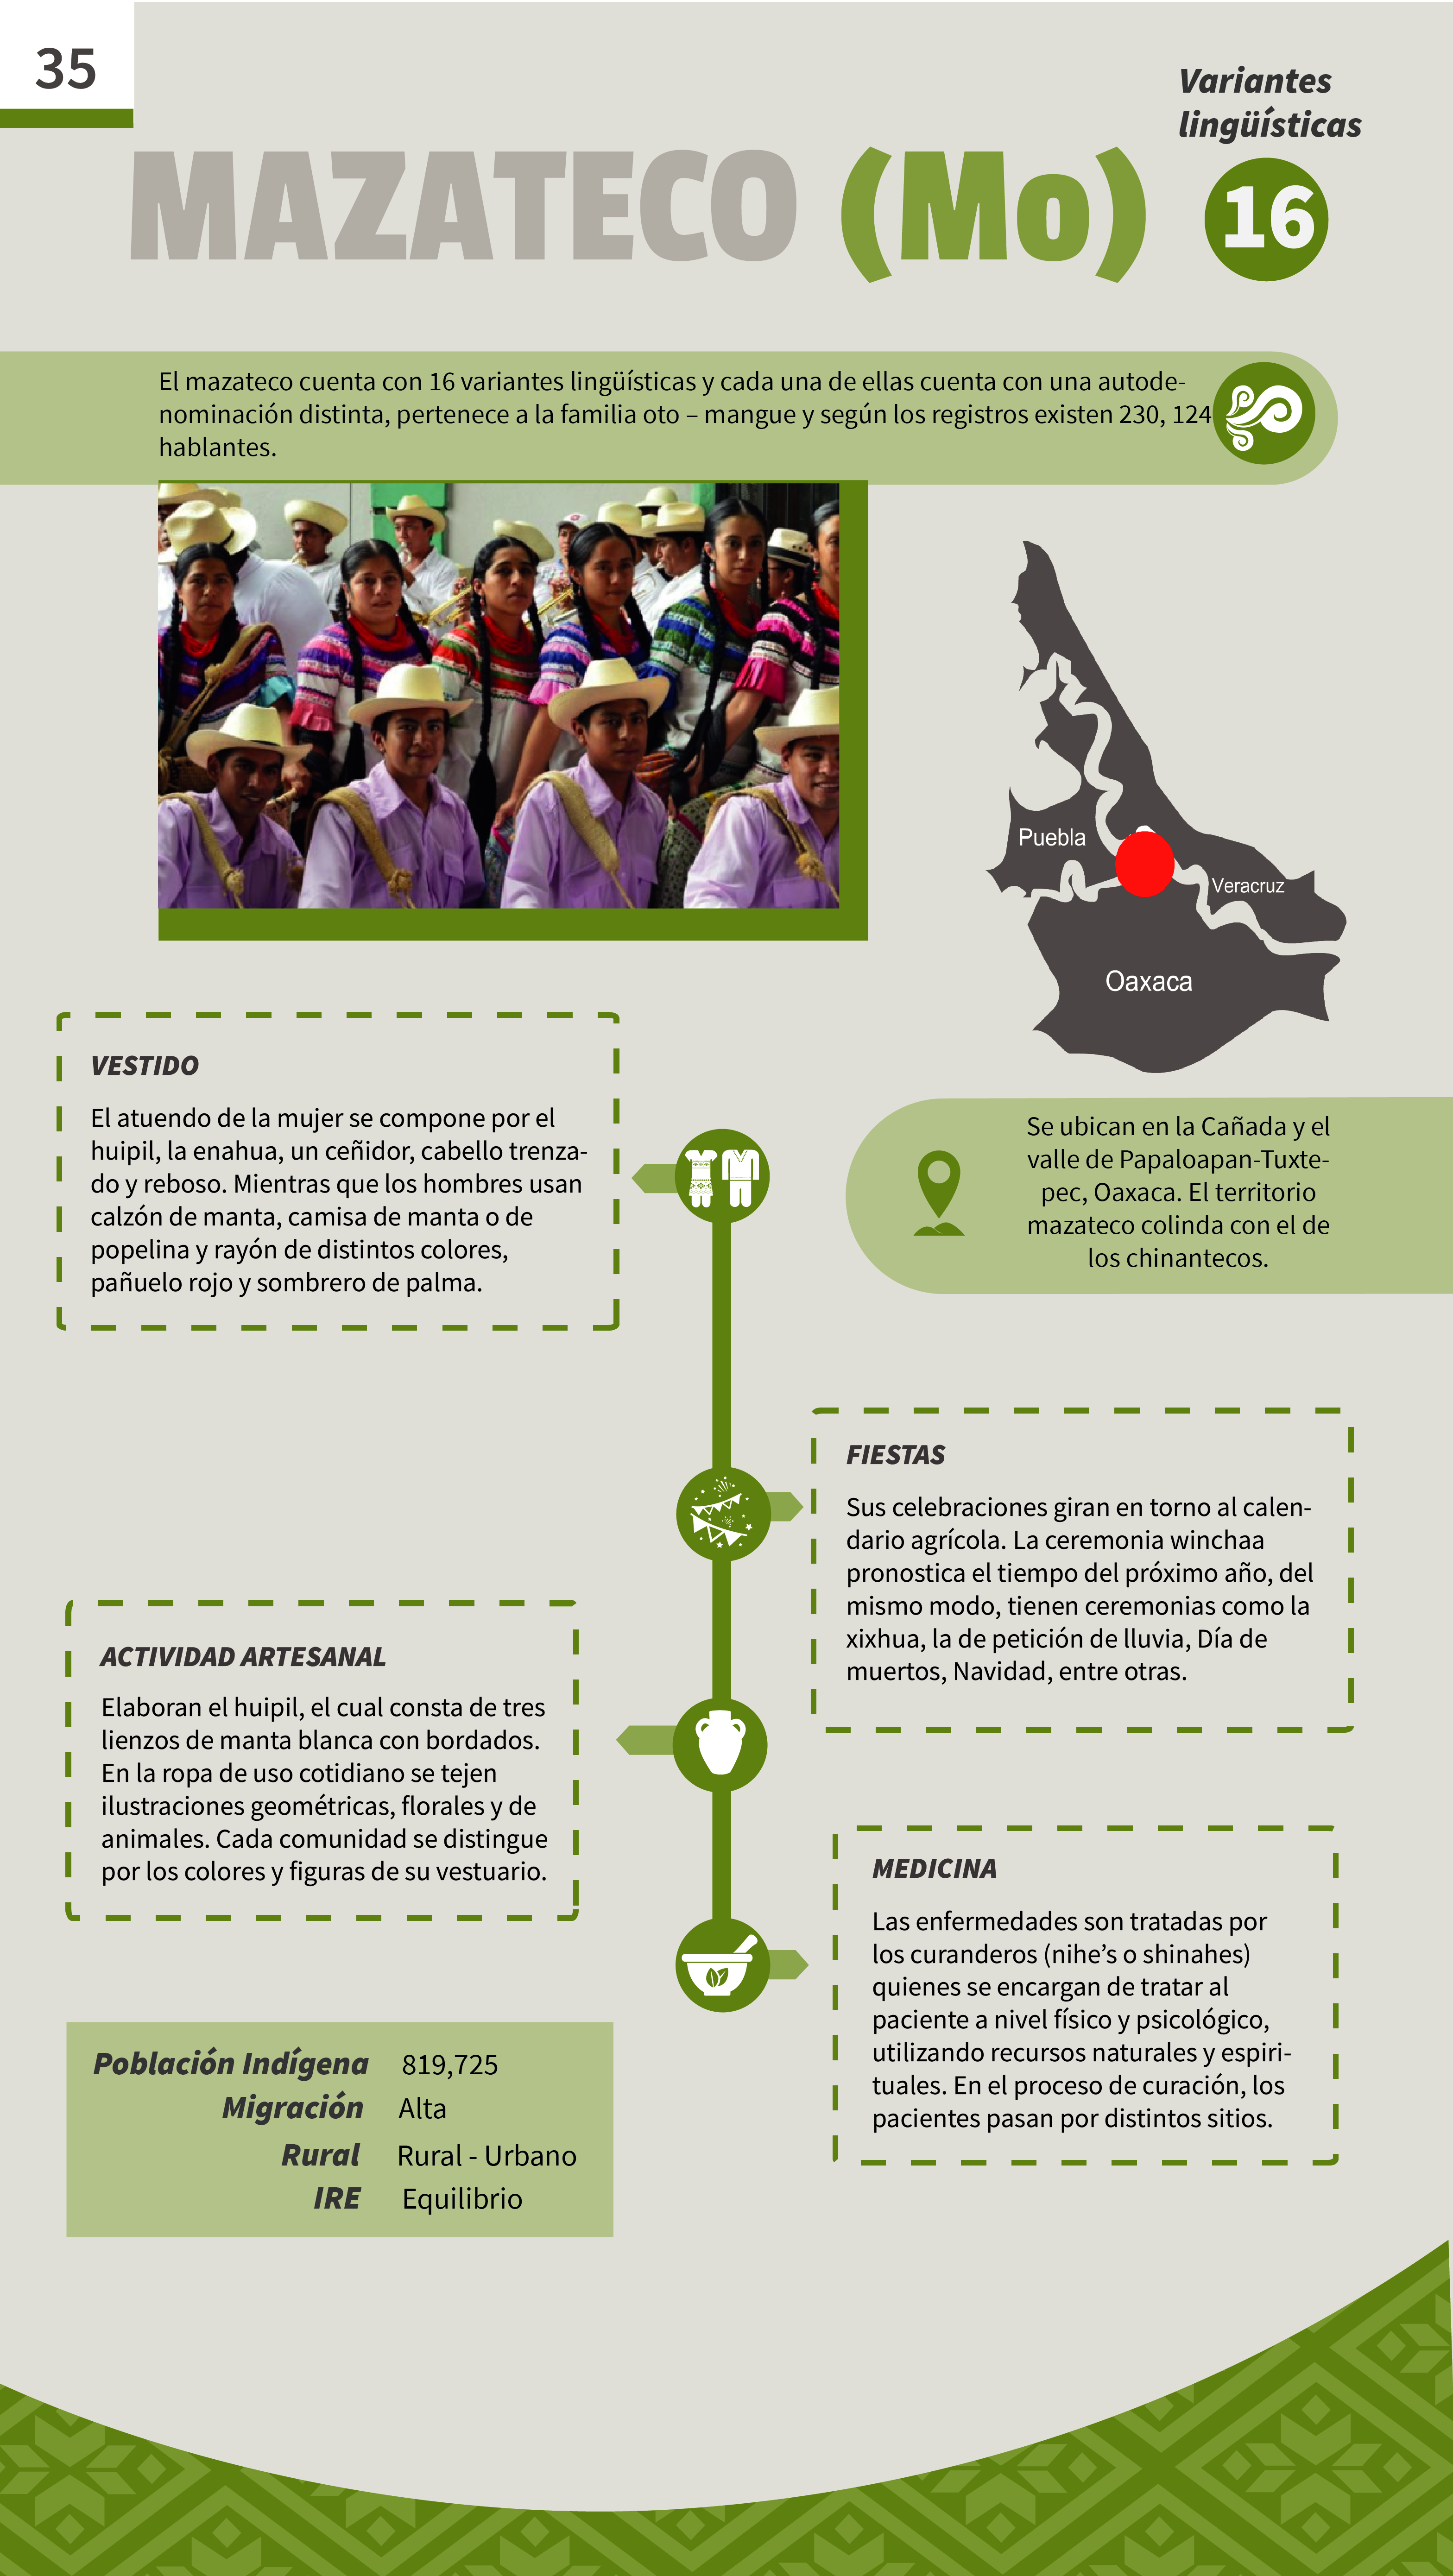 35
Variantes
lingüísticas
MAZATECO (Mo)
16
El mazateco cuenta con 16 variantes lingüísticas y cada una de ellas cuenta con una autode-
nominación distinta, pertenece a la familia oto – mangue y según los registros existen 230, 124
hablantes.
Puebla
Veracruz
Oaxaca
VESTIDO
El atuendo de la mujer se compone por el
huipil, la enahua, un ceñidor, cabello trenza-
do y reboso. Mientras que los hombres usan
calzón de manta, camisa de manta o de
popelina y rayón de distintos colores,
pañuelo rojo y sombrero de palma.
Se ubican en la Cañada y el
valle de Papaloapan-Tuxte-
pec, Oaxaca. El territorio
mazateco colinda con el de
los chinantecos.
FIESTAS
Sus celebraciones giran en torno al calen-
dario agrícola. La ceremonia winchaa
pronostica el tiempo del próximo año, del
mismo modo, tienen ceremonias como la
xixhua, la de petición de lluvia, Día de
muertos, Navidad, entre otras.
ACTIVIDAD ARTESANAL
Elaboran el huipil, el cual consta de tres
lienzos de manta blanca con bordados.
En la ropa de uso cotidiano se tejen
ilustraciones geométricas, florales y de
animales. Cada comunidad se distingue
por los colores y figuras de su vestuario.
MEDICINA
Las enfermedades son tratadas por
los curanderos (nihe’s o shinahes)
quienes se encargan de tratar al
paciente a nivel físico y psicológico,
utilizando recursos naturales y espiri-
tuales. En el proceso de curación, los
pacientes pasan por distintos sitios.
Población Indígena 819,725
Migración Alta
Rural Rural - Urbano
IRE Equilibrio